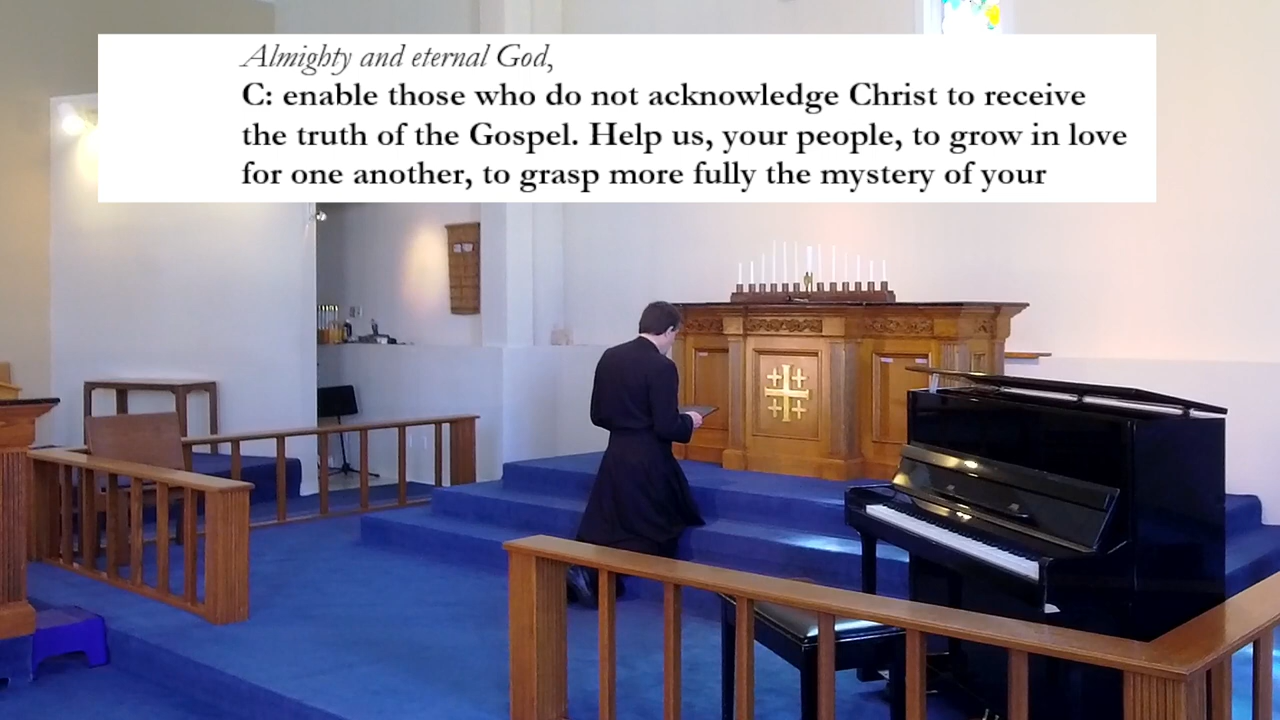 Almighty and eternal God,
C: enable those who do not acknowledge Christ to receive
the truth of the Gospel. Help us, your people, to grow in love
for one another, to grasp more fully the mystery of your